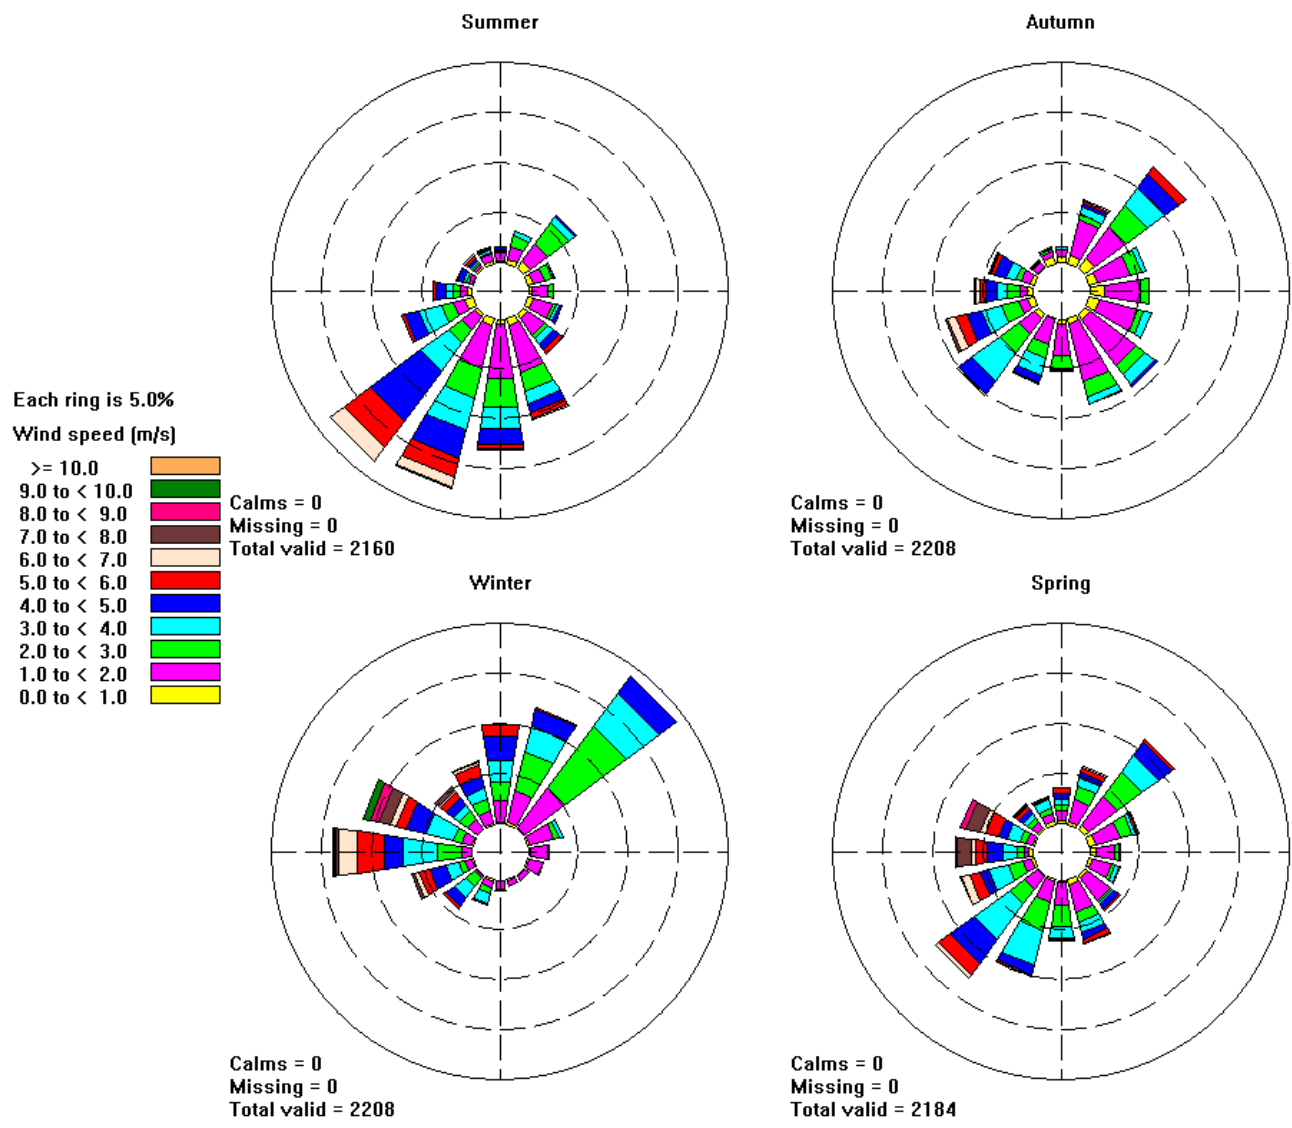 Summer
Autumn
Each ring is 5.0%
Wind speed (m/s)
>= 10.0
9.0 to < 10.0
8.0 to < 9.0
7.0 to < 8.0
6.0 to < 7.0
5.0 to < 6.0
4.0 to < 5.0
3.0 to < 4.0
2.0 to < 3.0
1.0 to < 2.0
0.0 to < 1.0
Calms = 0
Missing = 0
Total valid = 2160
Calms = 0
Missing = 0
Total valid = 2208
Winter
Spring
Calms = 0
Missing = 0
Total valid = 2208
Calms = 0
Missing = 0
Total valid = 2184